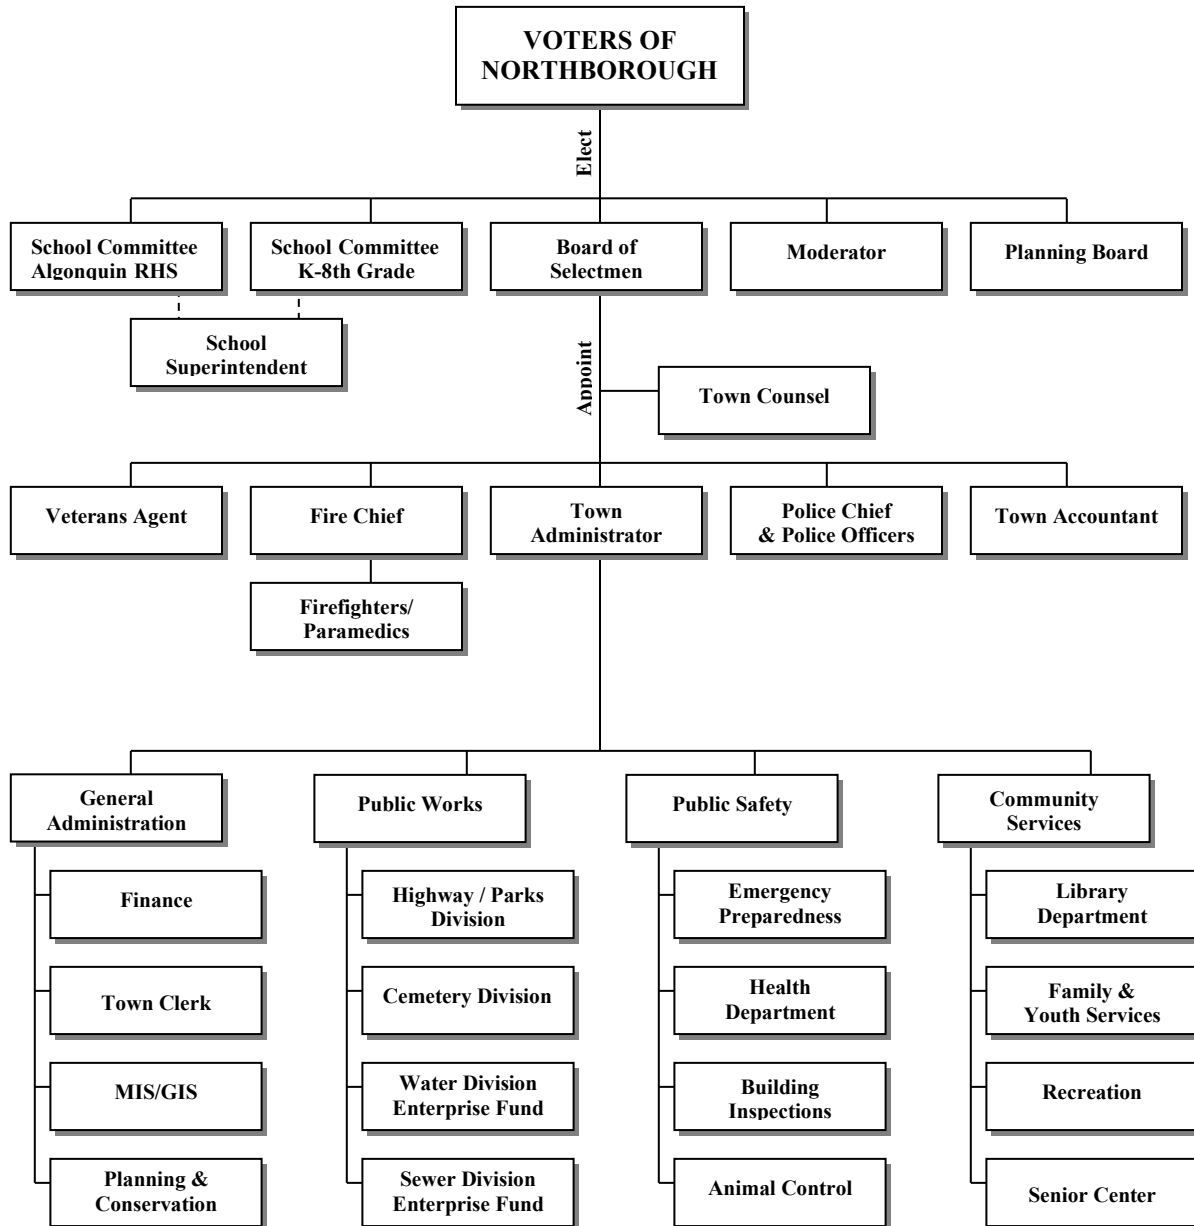 VOTERS OF
NORTHBOROUGH
Elect
School Committee
Algonquin RHS
School Committee
K-8th Grade
Board of
Selectmen
Moderator
Planning Board
School
Superintendent
Appoint
Town Counsel
Veterans Agent
Fire Chief
Town
Administrator
Police Chief
& Police Officers
Town Accountant
Firefighters/
Paramedics
General
Administration
Public Works
Public Safety
Community
Services
Finance
Highway / Parks
Division
Emergency
Preparedness
Library
Department
Town Clerk
Cemetery Division
Health
Department
Family &
Youth Services
MIS/GIS
Water Division
Enterprise Fund
Building
Inspections
Recreation
Planning &
Conservation
Sewer Division
Enterprise Fund
Animal Control
Senior Center